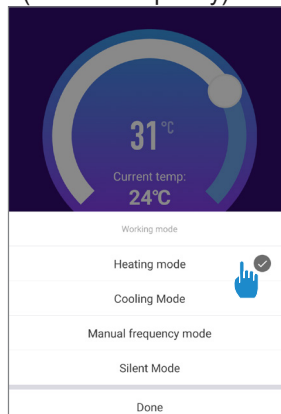 31 °C
Current temp:
24℃
Working mode
Heating mode
Cooling Mode
Manual frequency mode
Silent Mode
Done